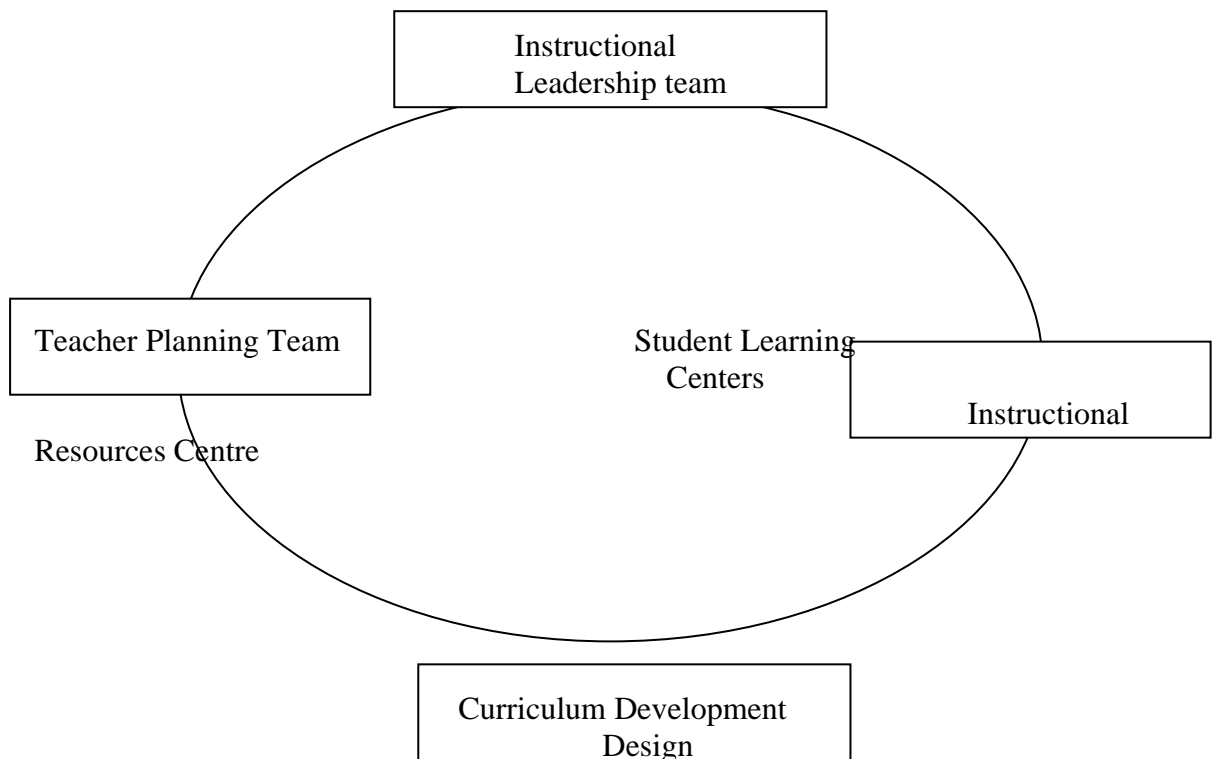 Instructional
Leadership team
Teacher Planning Team
Student Learning
Centers
Instructional
Resources Centre
Curriculum Development
Design